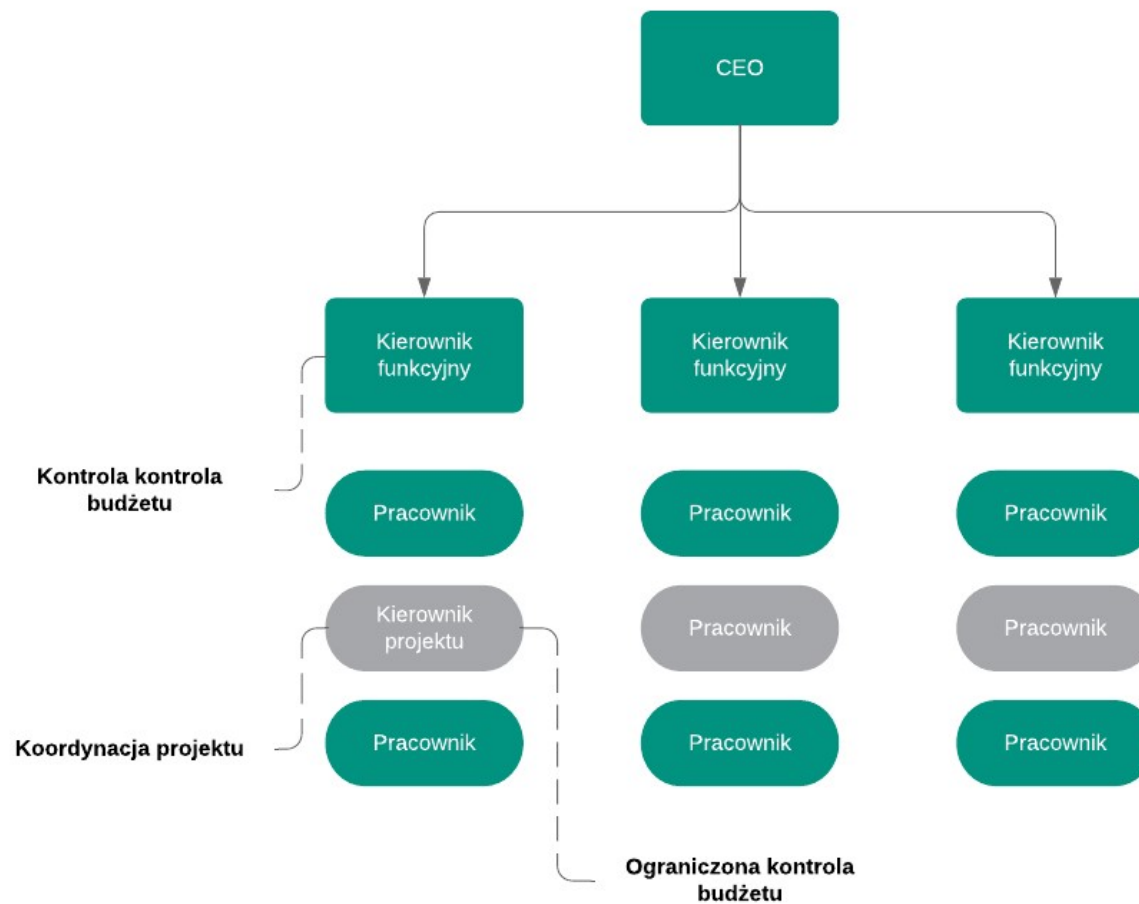 CEO
Kierownik
funkcyjny
Kierownik
funkcyjny
Kierownik
funkcyjny
Kontrola kontrola
budżetu
Pracownik
Pracownik
Pracownik
Kierownik
projektu
Pracownik
Pracownik
Koordynacja projektu
Pracownik
Pracownik
Pracownik
Ograniczona kontrola
budżetu